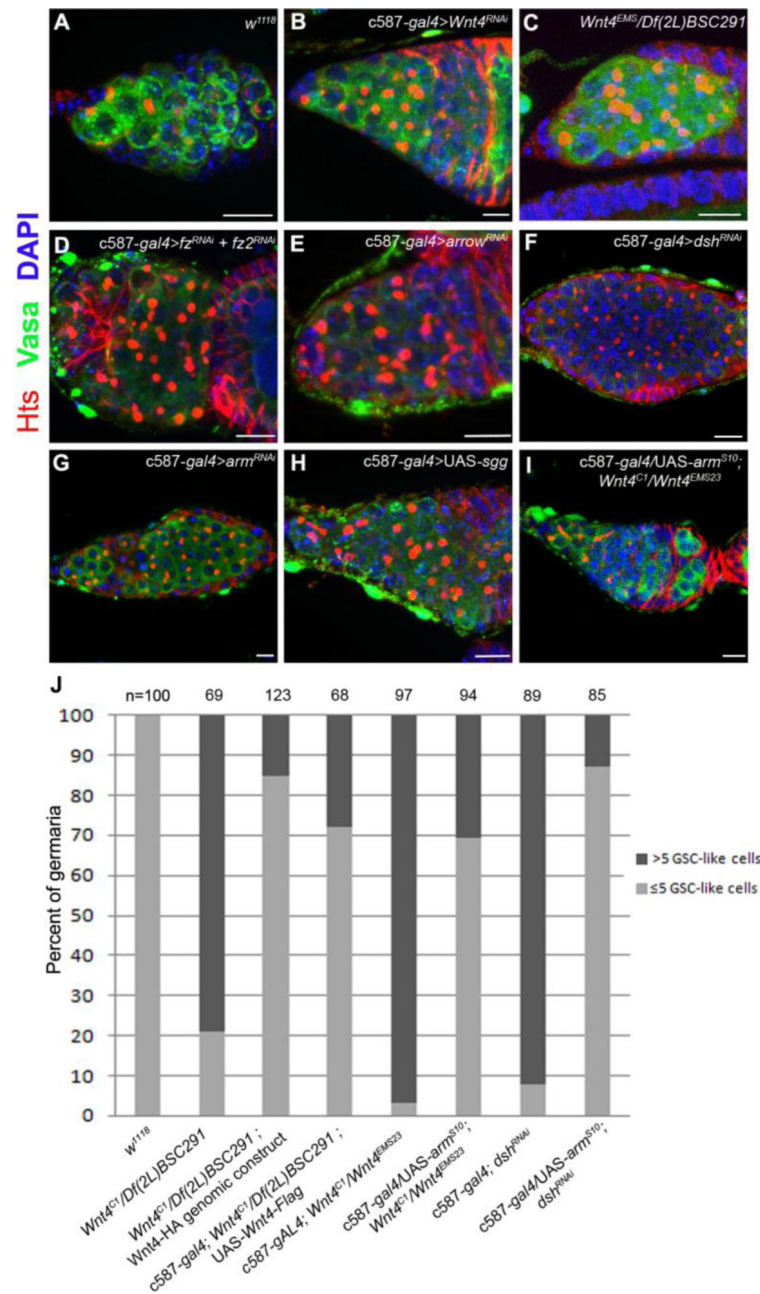 A w1118
B c587-gal4>Wnt4RNAi
C Wnt4EMS/Df(2L)BSC291
Hts Vasa DAPI
D c587-gal4>fzRNAi + fz2RNAi
E c587-gal4>arrowRNAi
F c587-gal4>dshRNAi
G c587-gal4>armRNAi
H c587-gal4>UAS-sgg
I c587-gal4/UAS-armS10;
Wnt4C1/Wnt4EMS23
J
n=100 69 123 68 97 94 89 85
100
90
80
70
60
50
40
30
20
10
0
Percent of germaria
>5 GSC-like cells
≤5 GSC-like cells
w1118
Wnt4C1/Df(2L)BSC291
Wnt4C1/Df(2L)BSC291 ;
Wnt4-HA genomic construct
c587-gal4; Wnt4C1/Df(2L)BSC291 ;
UAS-Wnt4-Flag
c587-gAL4; Wnt4C1/Wnt4EMS23
c587-gal4/UAS-armS10;
Wnt4C1/Wnt4EMS23
c587-gal4; dshRNAi
c587-gal4/UAS-armS10;
dshRNAi